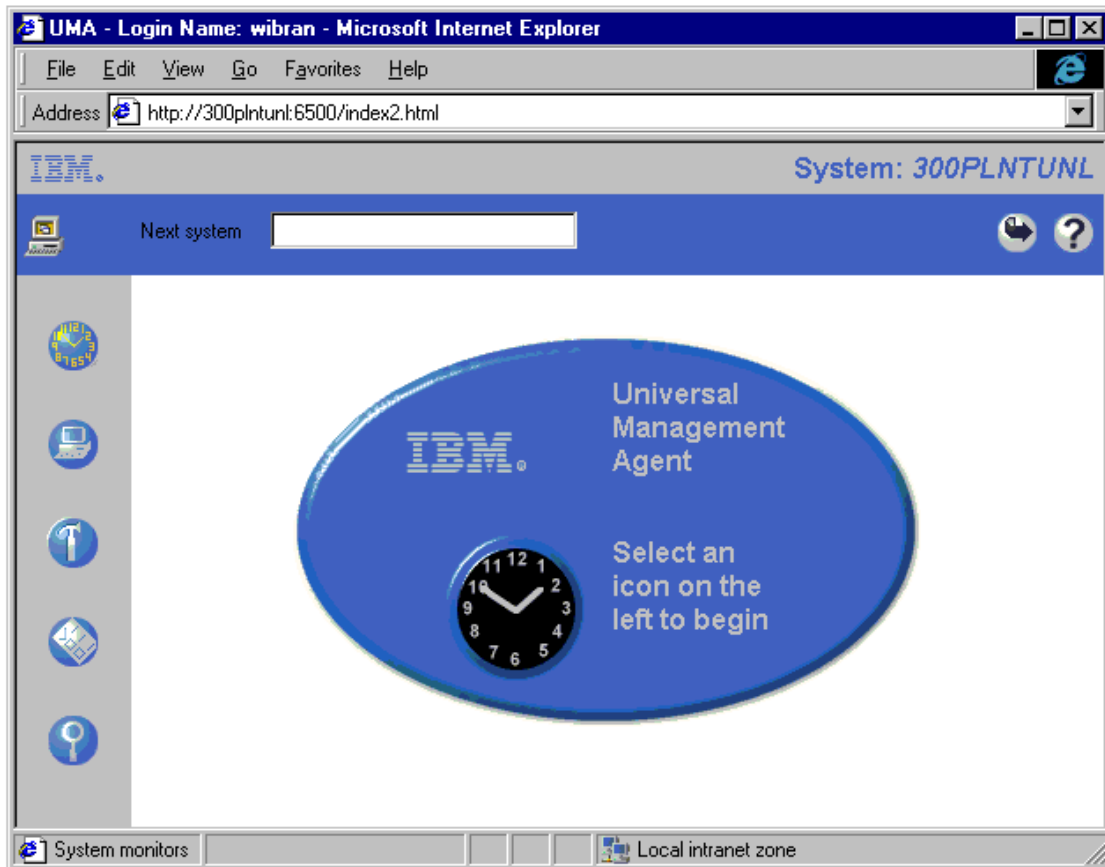 UMA - Login Name: wibran - Microsoft Internet Explorer
File Edit View Go Favorites Help
Address http://300plntunl:6500/index2.html
IBM. System: 300PLNTUNL
Next system
?
IBM®
Universal
Management
Agent
Select an
icon on the
left to begin
12
11 1
10 2
9 3
8 4
7 6 5
System monitors Local intranet zone